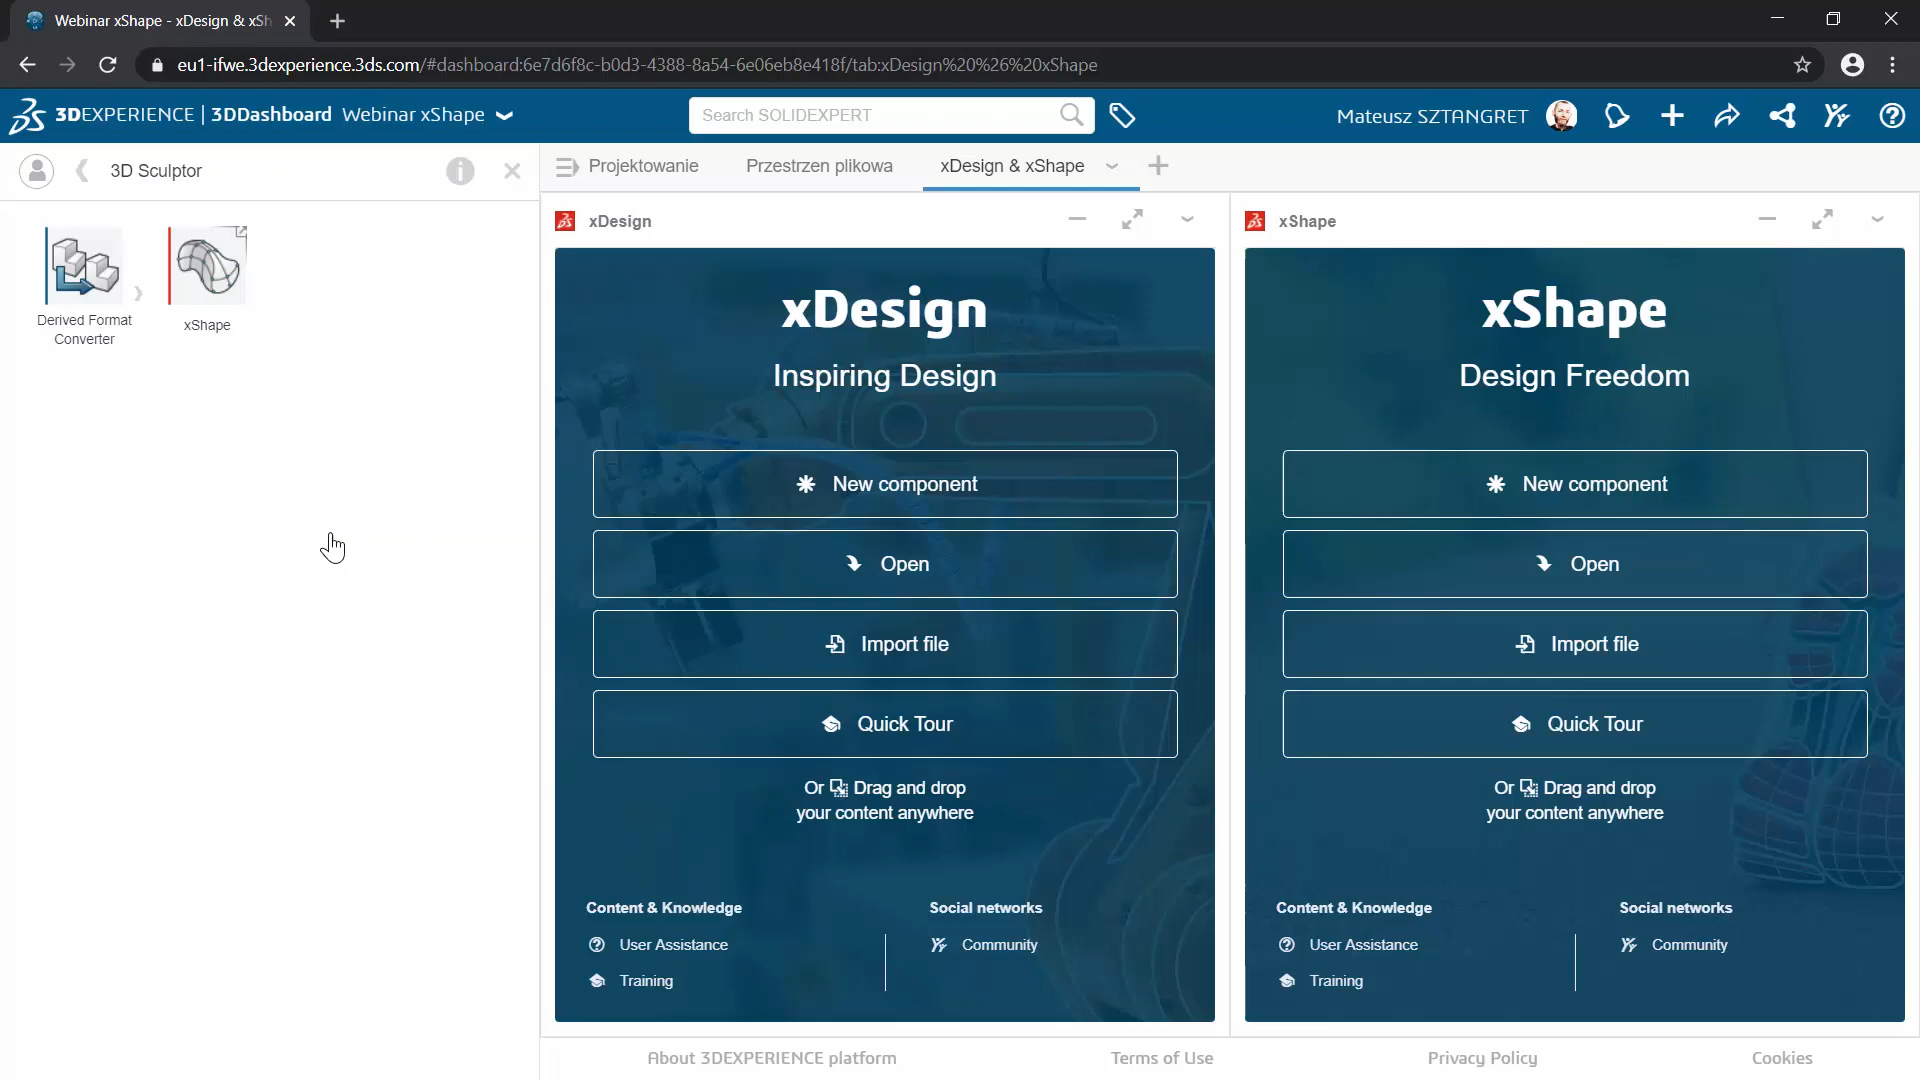 Webinar xShape - xDesign & xSh
eu1-ifwe.3dexperience.3ds.com/#dashboard:6e7d6f8c-b0d3-4388-8a54-6e06eb8e418f/tab:xDesign%20%26%20xShape
3DEXPERIENCE | 3DDashboard Webinar xShape
Search SOLIDEXPERT
Mateusz SZTANGRET
3D Sculptor
Projektowanie
Przestrzen plikowa
xDesign & xShape
Derived Format
Converter
xShape
xDesign
xDesign
Inspiring Design
New component
Open
Import file
Quick Tour
Or Drag and drop
your content anywhere
Content & Knowledge
User Assistance
Training
Social networks
Community
xShape
xShape
Design Freedom
New component
Open
Import file
Quick Tour
Or Drag and drop
your content anywhere
Content & Knowledge
User Assistance
Training
Social networks
Community
About 3DEXPERIENCE platform
Terms of Use
Privacy Policy
Cookies